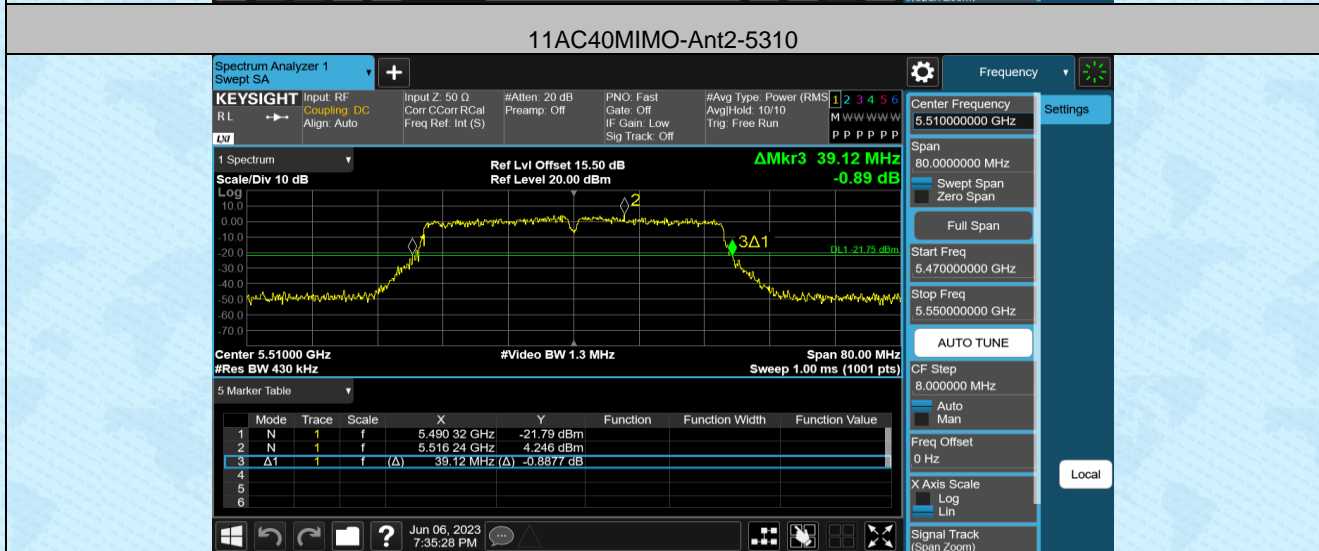 (Span Zoom)
11AC40MIMO-Ant2-5310
Spectrum Analyzer 1
Swept SA
+
Frequency
KEYSIGHT
RL
LXI
Input: RF
Coupling: DC
Align: Auto
Input Z: 50 Ω
Corr CCorr RCal
Freq Ref: Int (S)
#Atten: 20 dB
Preamp: Off
PNO: Fast
Gate: Off
IF Gain: Low
Sig Track: Off
#Avg Type: Power (RMS
Avg|Hold: 10/10
Trig: Free Run
1 2 3 4 5 6
M W W W W W
P P P P P P
Center Frequency
5.510000000 GHz
Settings
Span
80.0000000 MHz
Swept Span
Zero Span
Full Span
Start Freq
5.470000000 GHz
Stop Freq
5.550000000 GHz
AUTO TUNE
CF Step
8.000000 MHz
Auto
Man
Freq Offset
0 Hz
X Axis Scale
Log
Lin
Signal Track
(Span Zoom)
Local
1 Spectrum
Scale/Div 10 dB
Ref Lvl Offset 15.50 dB
Ref Level 20.00 dBm
ΔMkr3 39.12 MHz
-0.89 dB
Log
10.0
0.00
-10.0
-20.0
-30.0
-40.0
-50.0
-60.0
-70.0
1
2
3Δ1
DL1 -21.75 dBm
Center 5.51000 GHz
#Res BW 430 kHz
#Video BW 1.3 MHz
Span 80.00 MHz
Sweep 1.00 ms (1001 pts)
5 Marker Table
Mode Trace Scale X Y Function Function Width Function Value
1 N 1 f 5.490 32 GHz -21.79 dBm
2 N 1 f 5.516 24 GHz 4.246 dBm
3 Δ1 1 f (Δ) 39.12 MHz (Δ) -0.8877 dB
4
5
6
?
Jun 06, 2023
7:35:28 PM